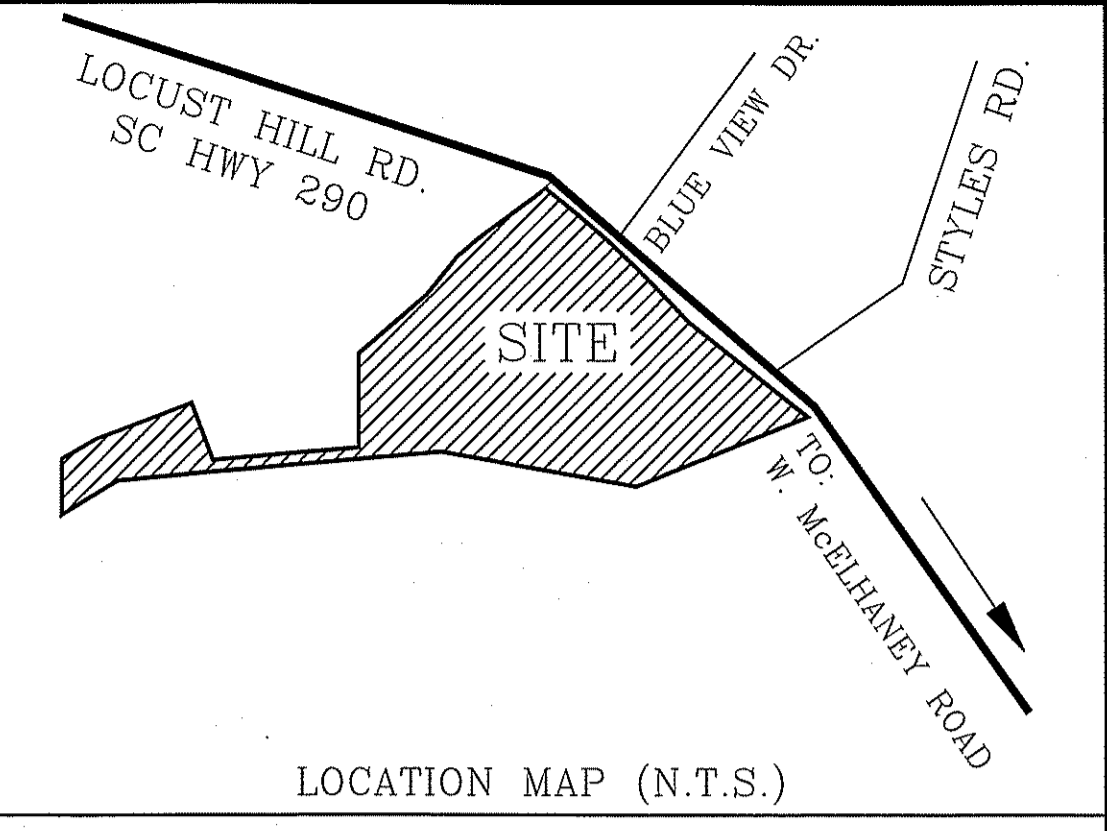 LOCUST HILL RD.
SC HWY 290
BLUE VIEW DR.
STYLES RD.
SITE
TO:
W. McELHANEY ROAD
LOCATION MAP (N.T.S.)